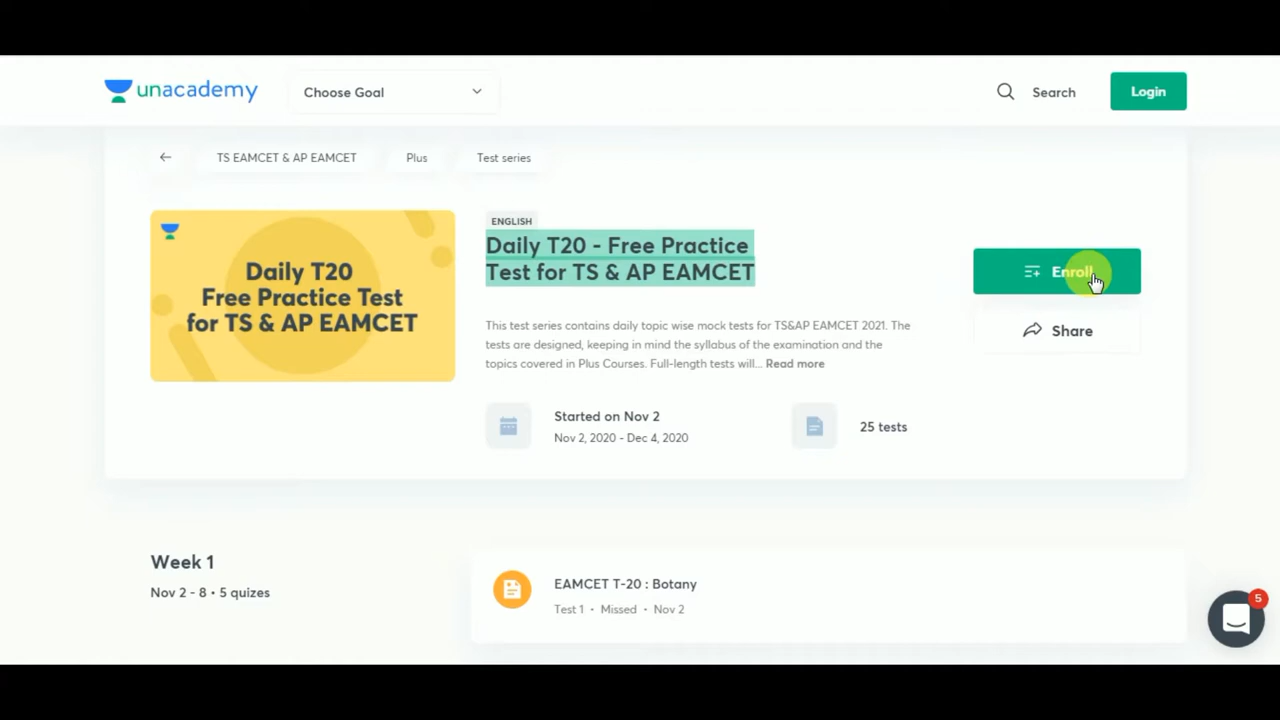 unacademy
Choose Goal
Search
Login
TS EAMCET & AP EAMCET
Plus
Test series
Daily T20
Free Practice Test
for TS & AP EAMCET
ENGLISH
Daily T20 - Free Practice
Test for TS & AP EAMCET
This test series contains daily topic wise mock tests for TS&AP EAMCET 2021. The
tests are designed, keeping in mind the syllabus of the examination and the
topics covered in Plus Courses. Full-length tests will... Read more
Started on Nov 2
Nov 2, 2020 - Dec 4, 2020
25 tests
Enroll
Share
Week 1
Nov 2 - 8 • 5 quizes
EAMCET T-20 : Botany
Test 1 • Missed • Nov 2
5